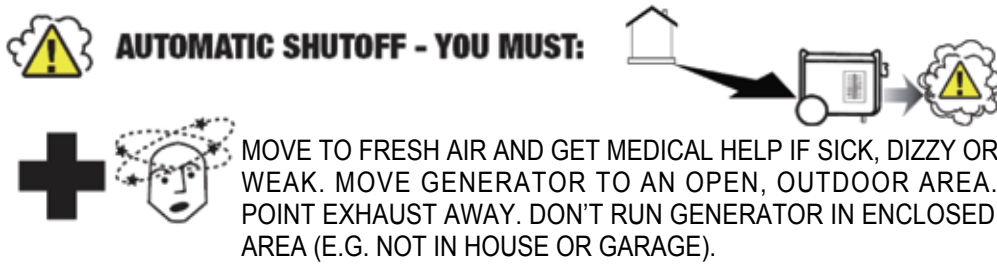 AUTOMATIC SHUTOFF - YOU MUST:
MOVE TO FRESH AIR AND GET MEDICAL HELP IF SICK, DIZZY OR
WEAK. MOVE GENERATOR TO AN OPEN, OUTDOOR AREA.
POINT EXHAUST AWAY. DON’T RUN GENERATOR IN ENCLOSED
AREA (E.G. NOT IN HOUSE OR GARAGE).